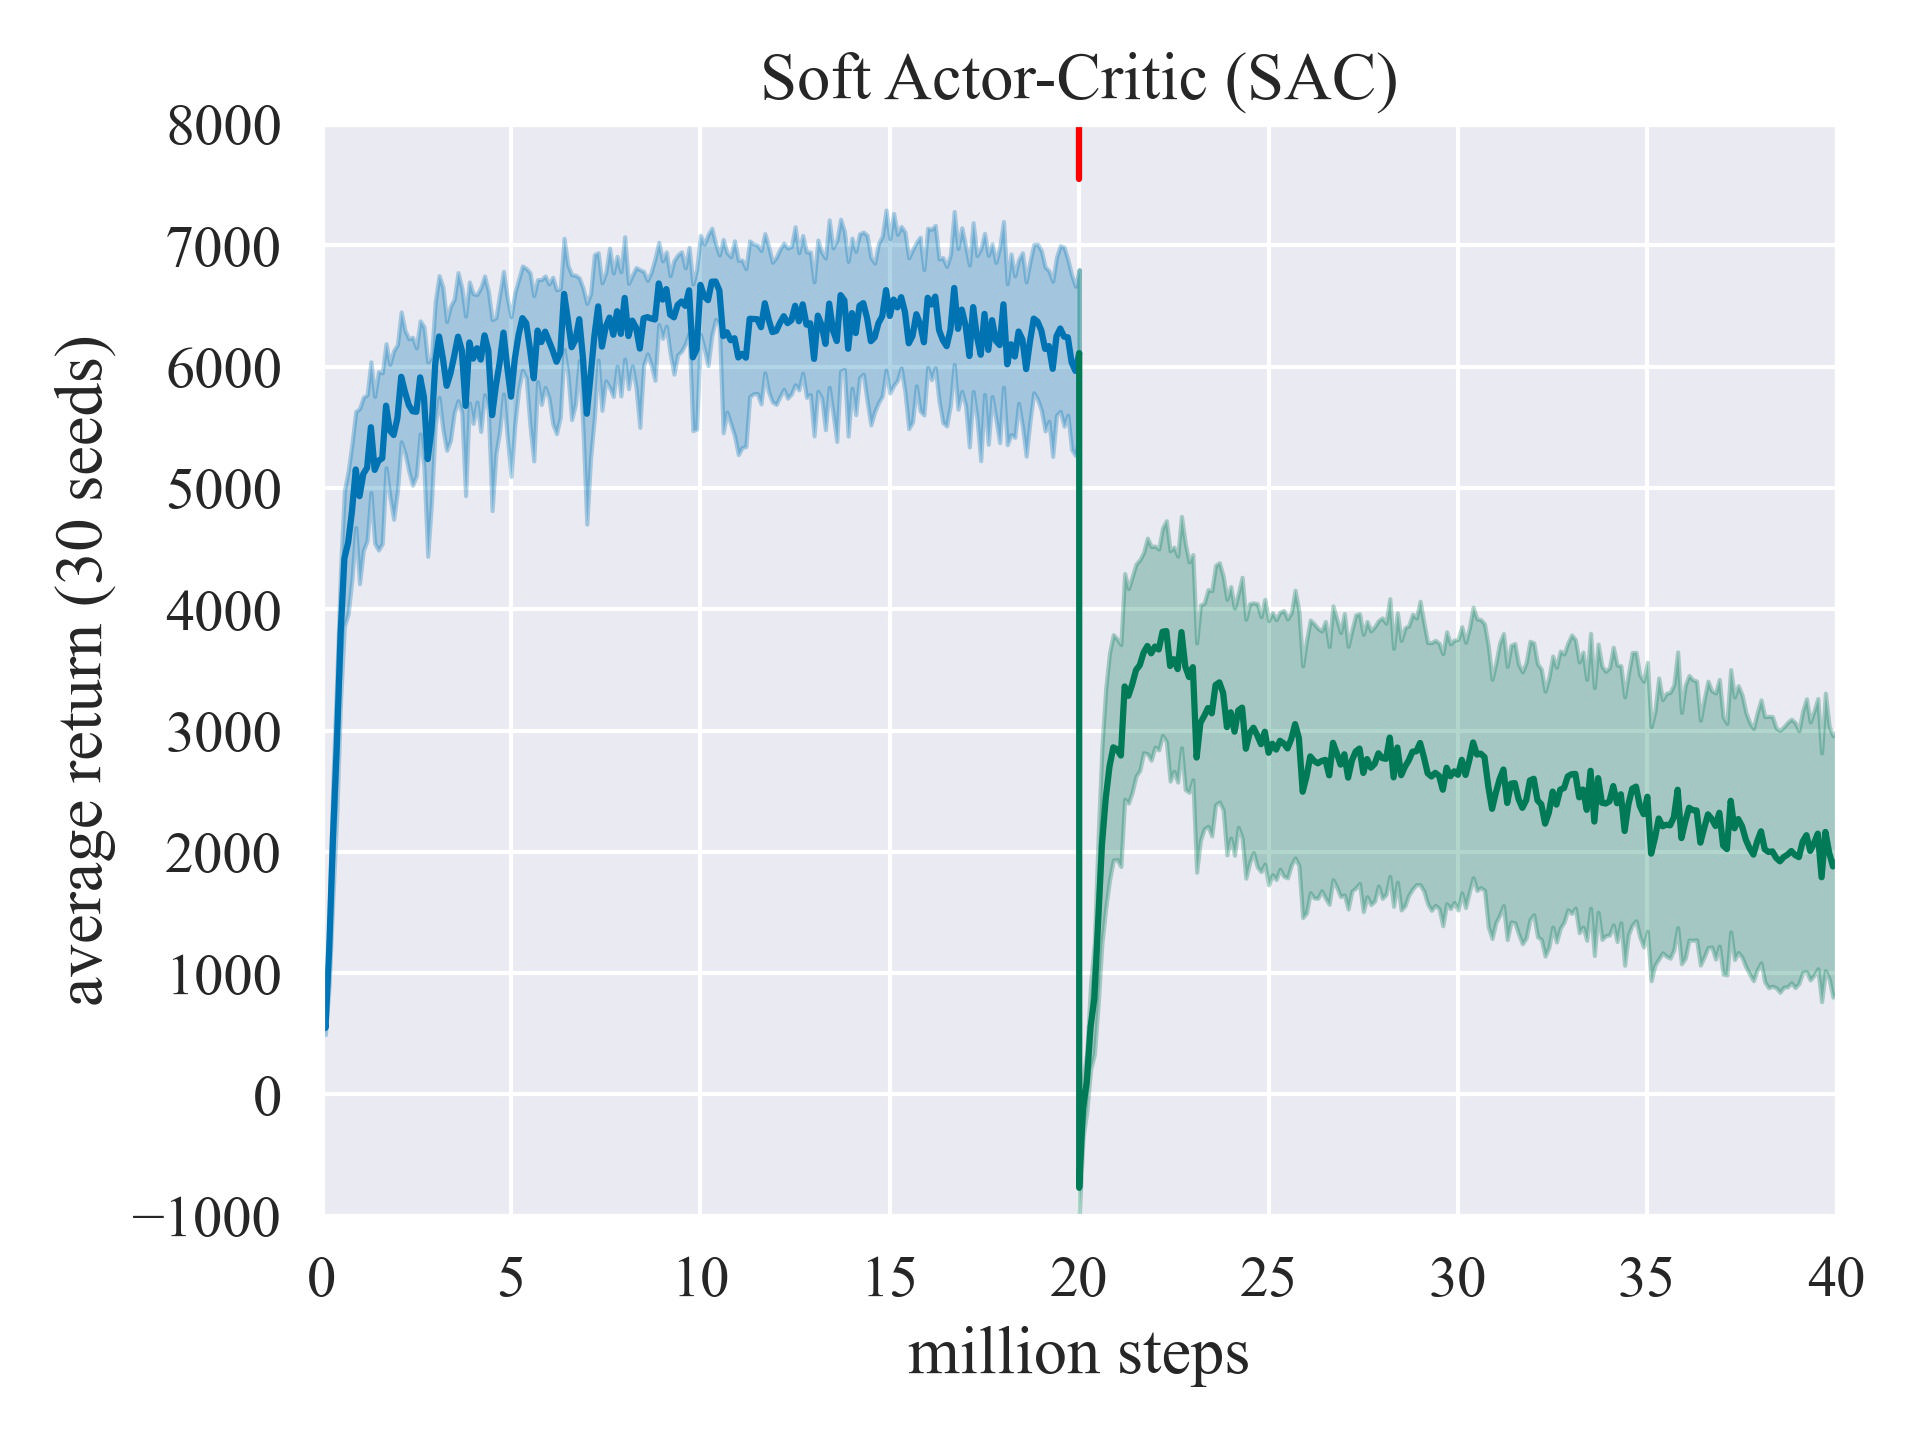 Soft Actor-Critic (SAC)
8000
7000
6000
5000
4000
3000
2000
1000
0
−1000
average return (30 seeds)
0 5 10 15 20 25 30 35 40
million steps